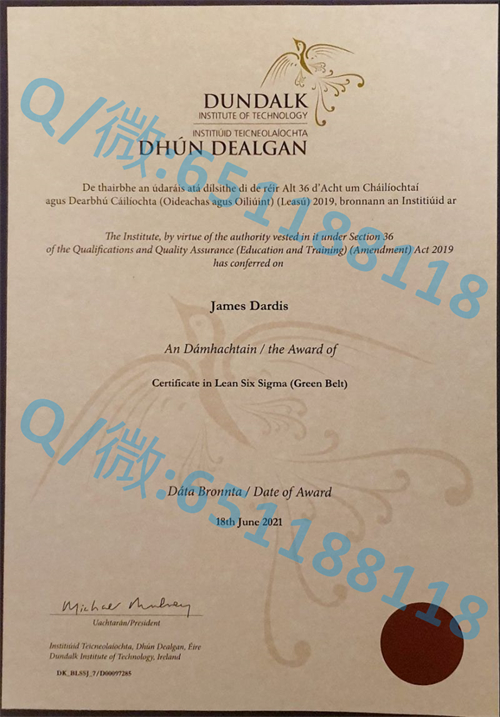 DUNDALK
INSTITUTE OF TECHNOLOGY
INSTITIÚID TEICNEOLAÍOCHTA
DHÚN DEALGAN
De thairbhe an údaráis atá dílsithe di de réir Alt 36 d'Acht um Cháilíochtaí
agus Dearbhú Cáilíochta (Oideachas agus Oiliúint) (Leasú) 2019, bronnann an Institiúid ar
The Institute, by virtue of the authority vested in it under Section 36
of the Qualifications and Quality Assurance (Education and Training) (Amendment) Act 2019
has conferred on
James Dardis
An Dámhachtain / the Award of
Certificate in Lean Six Sigma (Green Belt)
Dáta Bronnta / Date of Award
18th June 2021
Michael Mulvey
Uachtarán/President
Institiúid Teicneolaíochta, Dhún Dealgan, Éire
Dundalk Institute of Technology, Ireland
DK_BLSSJ_7/D00097285
Q/微:651188118
Q/微:651188118